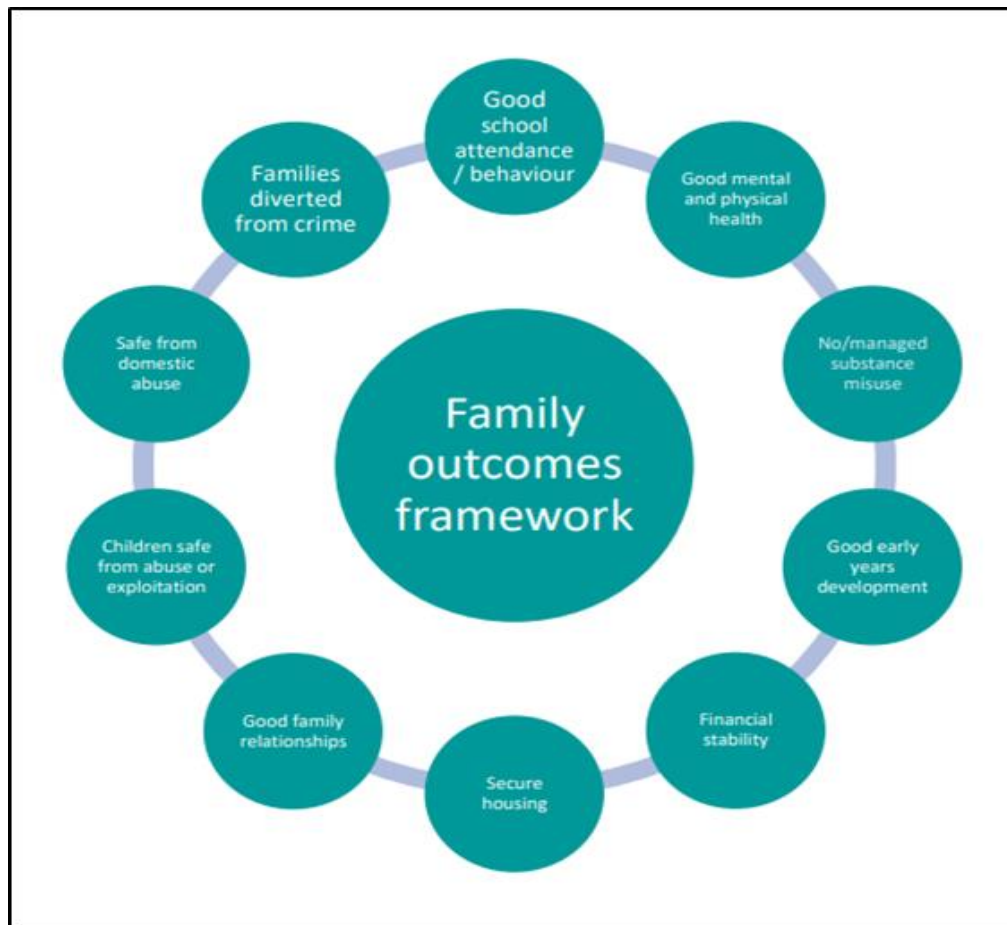 Good
school
attendance
/ behaviour
Good mental
and physical
health
No/managed
substance
misuse
Good early
years
development
Financial
stability
Secure
housing
Good family
relationships
Children safe
from abuse or
exploitation
Safe from
domestic
abuse
Families
diverted
from crime
Family
outcomes
framework